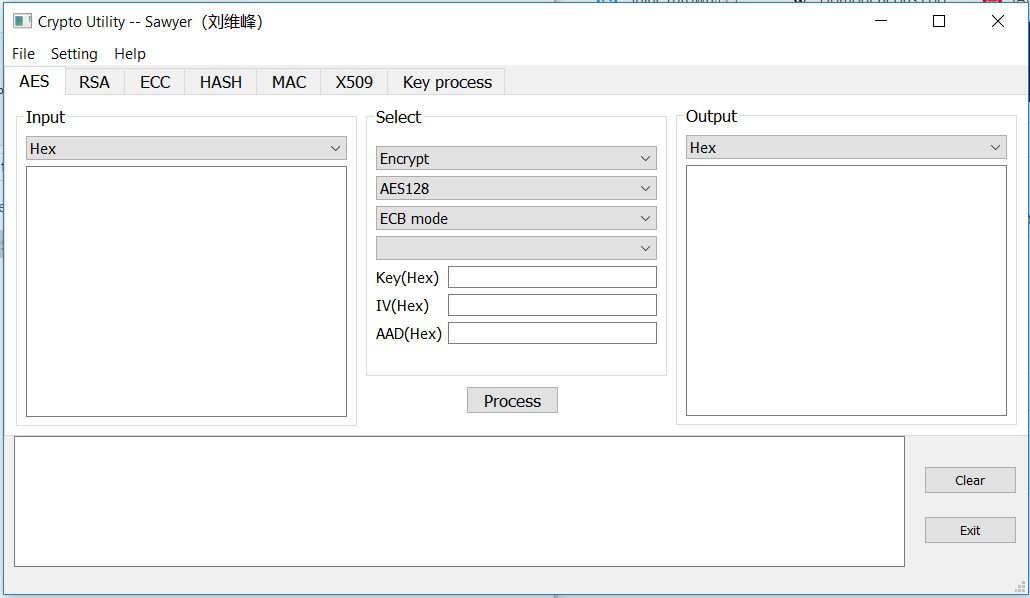 Crypto Utility -- Sawyer（刘维峰）
File Setting Help
AES RSA ECC HASH MAC X509 Key process
Input
Hex
Select
Encrypt
AES128
ECB mode
Key(Hex)
IV(Hex)
AAD(Hex)
Process
Output
Hex
Clear
Exit